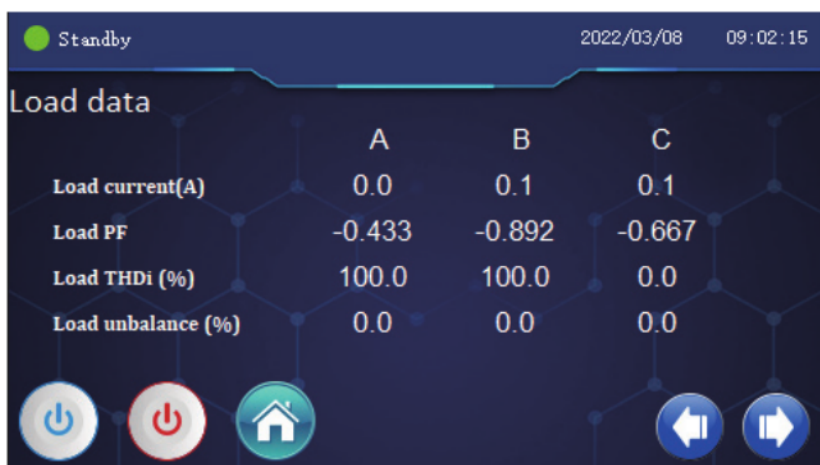 Standby 2022/03/08 09:02:15
Load data
A B C
Load current(A) 0.0 0.1 0.1
Load PF -0.433 -0.892 -0.667
Load THDi (%) 100.0 100.0 0.0
Load unbalance (%) 0.0 0.0 0.0